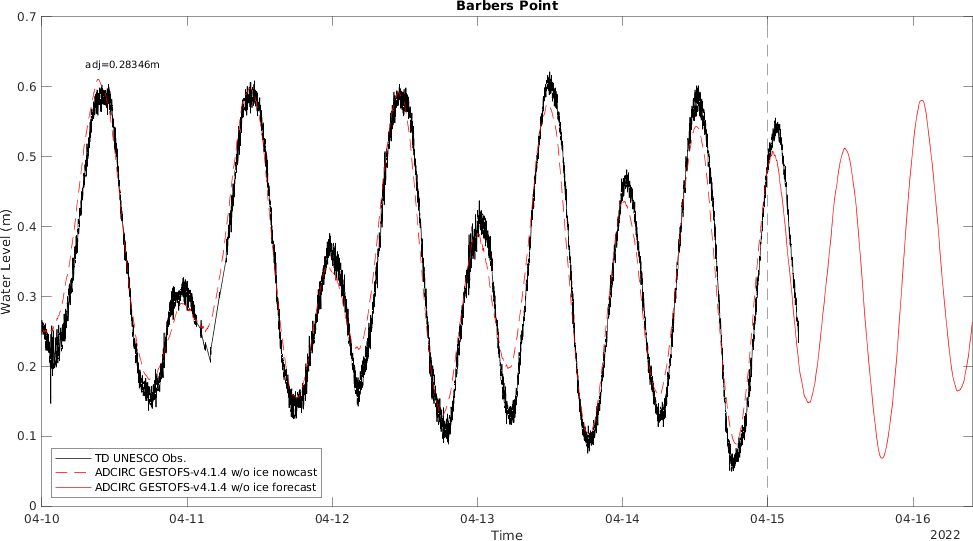 Barbers Point
0.7
0.6
0.5
0.4
0.3
0.2
0.1
0
Water Level (m)
adj=0.28346m
TD UNESCO Obs.
ADCIRC GESTOFS-v4.1.4 w/o ice nowcast
ADCIRC GESTOFS-v4.1.4 w/o ice forecast
04-10 04-11 04-12 04-13 04-14 04-15 04-16
Time
2022